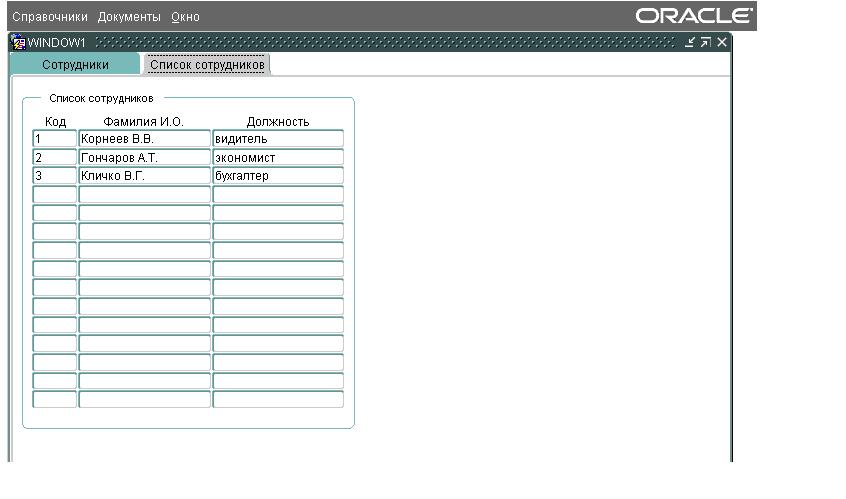 Справочники Документы Окно ORACLE
WINDOW1
Сотрудники Список сотрудников
Список сотрудников
Код Фамилия И.О. Должность
1 Корнеев В.В. видитель
2 Гончаров А.Т. экономист
3 Кличко В.Г. бухгалтер